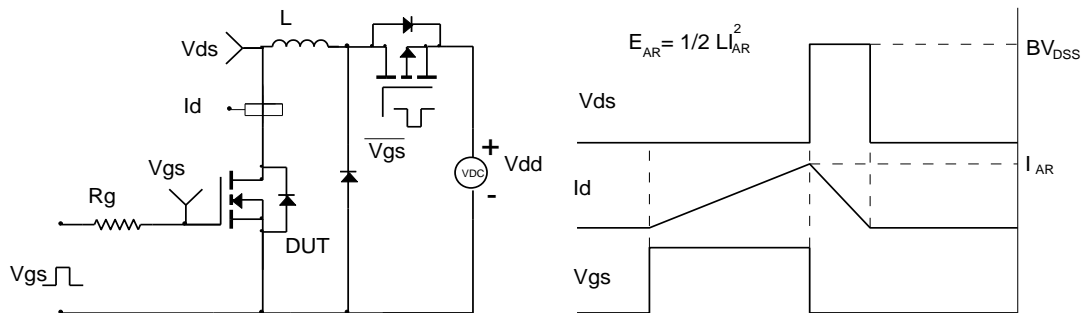 L
Vds
Id
Vgs
Rg
Vgs
DUT
Vgs
+
VDC
-
Vdd
E_AR = 1/2 LI_AR^2
BV_DSS
Vds
I_AR
Id
Vgs